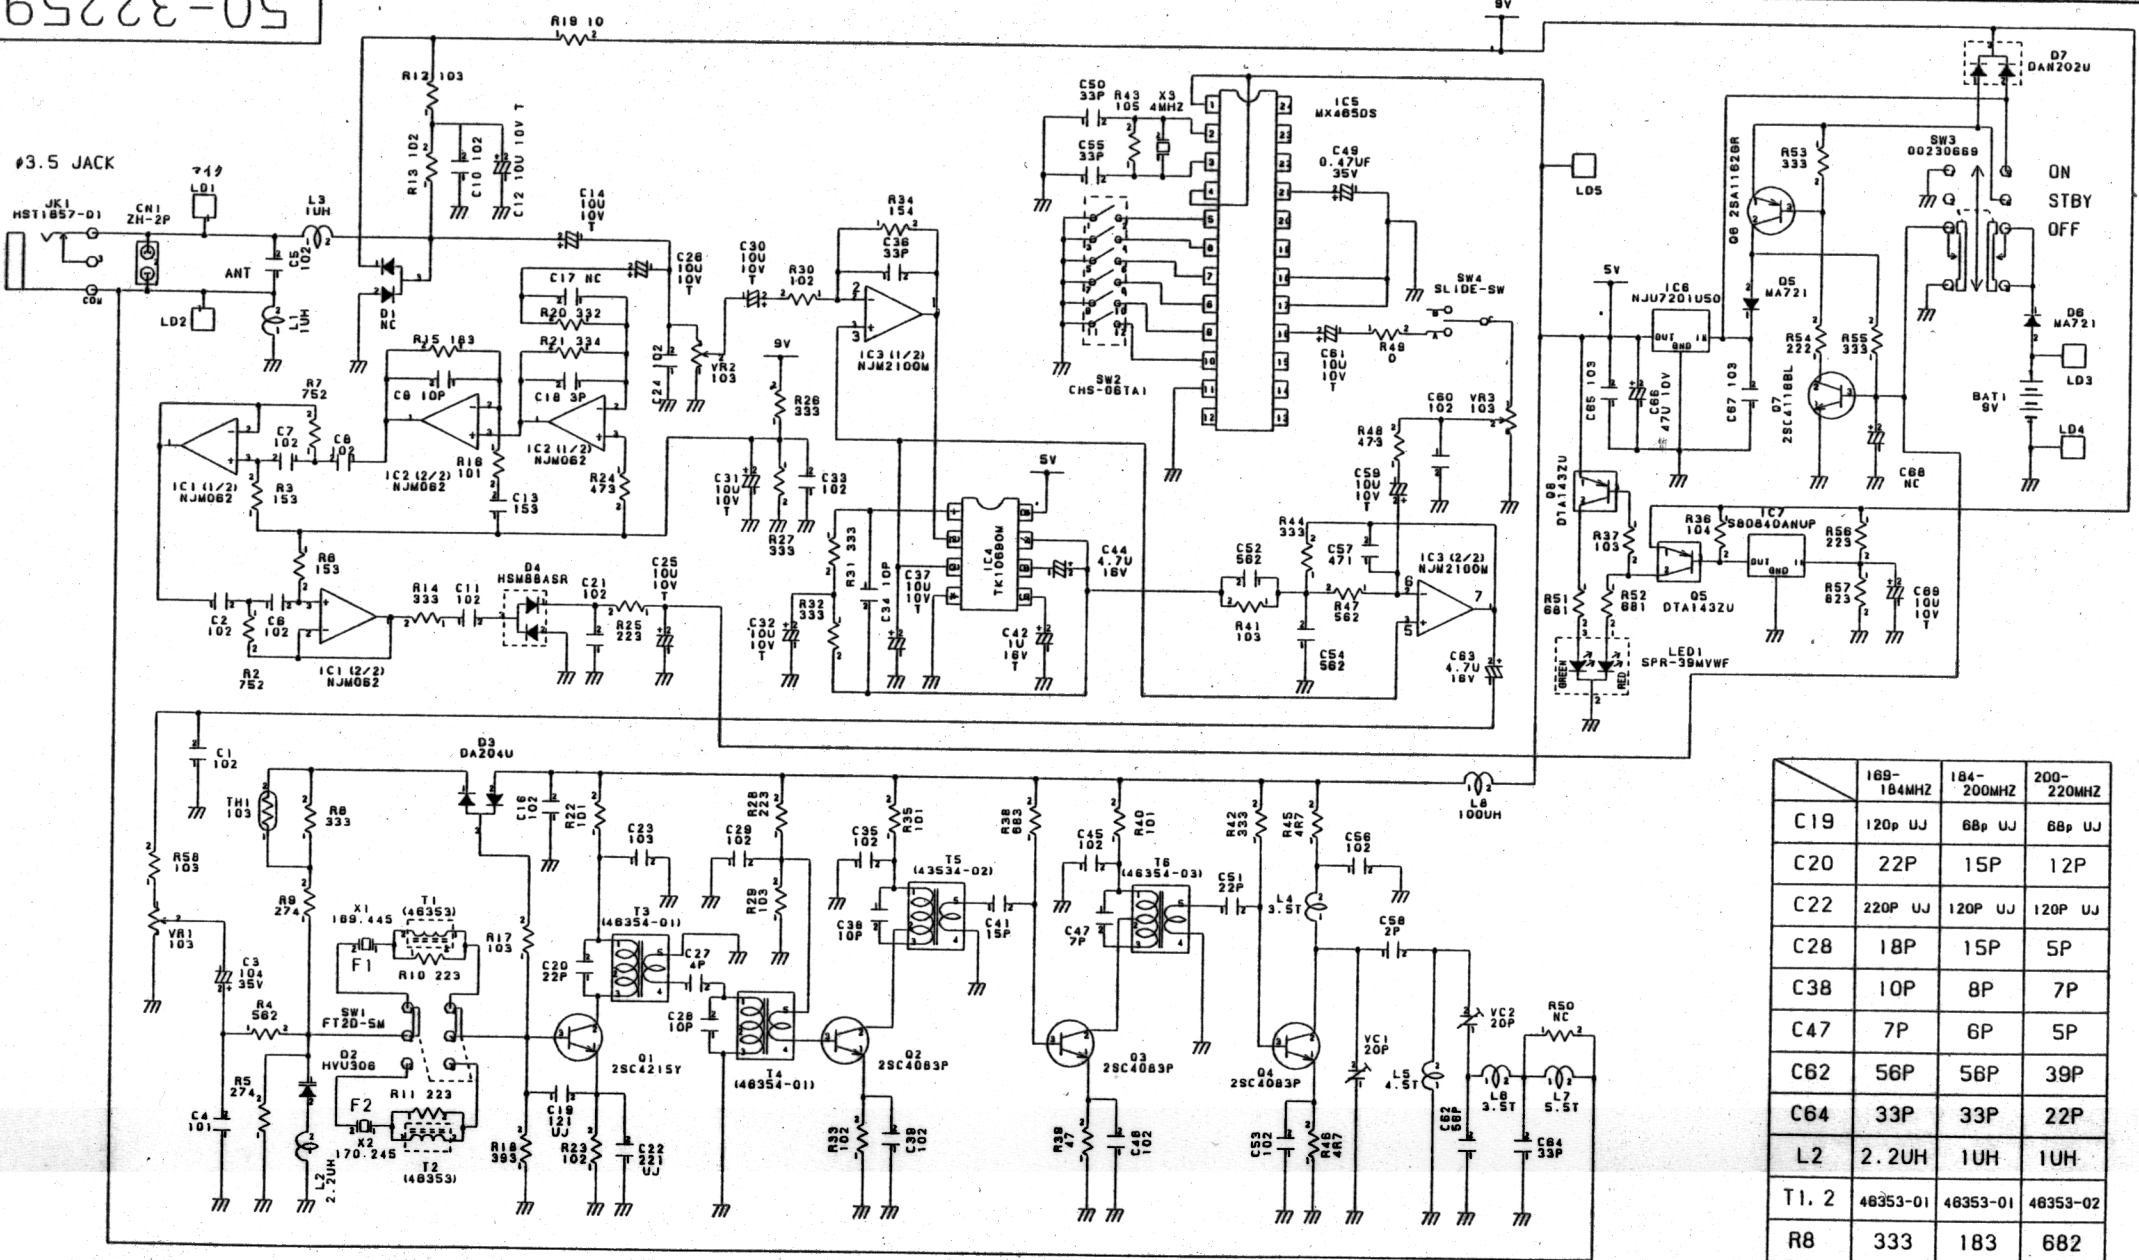 50-32259
R19 10
9V
D7
DAN202U
R12 103
R13 102
C10 102
C12 10U 10V T
C50
33P
R43
105
X3
4MHZ
C55
33P
IC5
MX465DS
C49
0.47UF
35V
LD5
Q6 2SA1162GR
R53
333
SW3
00230669
ON
STBY
OFF
ø3.5 JACK
JK1
HST1857-01
CN1
ZH-2P
マイク
LD1
L3
1UH
C5
102
ANT
LD2
L1
1UH
COM
D1
NC
C14
10U
10V
T
C26
10U
10V
T
C17 NC
R20 332
R21 334
C18 3P
R15 183
C9 10P
C24 102
VR2
103
C30
10U
10V
T
R30
102
R34
154
C36
33P
IC3 (1/2)
NJM2100M
9V
R26
333
SW2
CHS-06TA1
SW4
SLIDE-SW
C61
10U
10V
T
R49
0
C60
102
VR3
103
R48
473
C59
10U
10V
T
5V
IC6
NJU7201U50
OUT
GND
IN
D5
MA721
R54
222
R55
333
D6
MA721
LD3
BAT1
9V
LD4
C65 103
C66
47U 10V
C67 103
Q7
2SC4116BL
C68
NC
R7
752
C7
102
C8
102
IC1 (1/2)
NJM062
R3
153
IC2 (2/2)
NJM062
R16
101
C13
153
IC2 (1/2)
NJM062
R24
473
C31
10U
10V
T
R27
333
C33
102
5V
IC4
TK10690M
R31 333
R32
333
C34 10P
C32
10U
10V
T
C37
10U
10V
T
C42
1U
16V
T
C44
4.7U
16V
R6
153
C2
102
C6
102
R2
752
IC1 (2/2)
NJM062
R14
333
C11
102
D4
HSM88ASR
C21
102
R25
223
C25
10U
10V
T
C52
562
R41
103
R44
333
C57
471
R47
562
C54
562
IC3 (2/2)
NJM2100M
C63
4.7U
16V
Q8
DTA143ZU
R37
103
R36
104
IC7
S8084DANUP
OUT
GND
IN
R56
223
R57
823
C69
10U
10V
T
Q5
DTA143ZU
R51
681
R52
681
LED1
SPR-39MVWF
GREEN
RED
C1
102
TH1
103
R8
333
D3
DA204U
C16
102
R22
101
C23
102
C29
102
R28
223
R29
103
C35
102
R35
101
R38
683
C45
102
R40
101
R42
333
R45
4R7
C56
102
L8
100UH
R58
103
VR1
103
R9
274
X1
169.445
F1
T1
(46353)
R10 223
R17
103
C3
104
35V
R4
562
SW1
FT2D-5M
D2
HVU306
R5
274
C4
101
L2
2.2UH
R11 223
F2
X2
170.245
T2
(46353)
C20
22P
T3
(46354-01)
C27
4P
C28
10P
T4
(46354-01)
Q1
2SC4215Y
R18
393
C19
121
UJ
R23
102
C22
221
UJ
C38
10P
T5
(43534-02)
C41
15P
Q2
2SC4083P
R33
102
C39
102
C47
7P
T6
(46354-03)
C51
22P
Q3
2SC4083P
R39
47
C48
102
L4
3.5T
C58
2P
Q4
2SC4083P
C53
102
R46
4R7
VC1
20P
L5
4.5T
VC2
20P
R50
NC
L6
3.5T
L7
5.5T
C62
56P
C64
33P
169-184MHZ 184-200MHZ 200-220MHZ
C19 120p UJ 68p UJ 68p UJ
C20 22P 15P 12P
C22 220P UJ 120P UJ 120P UJ
C28 18P 15P 5P
C38 10P 8P 7P
C47 7P 6P 5P
C62 56P 56P 39P
C64 33P 33P 22P
L2 2.2UH 1UH 1UH
T1. 2 46353-01 46353-01 46353-02
R8 333 183 682